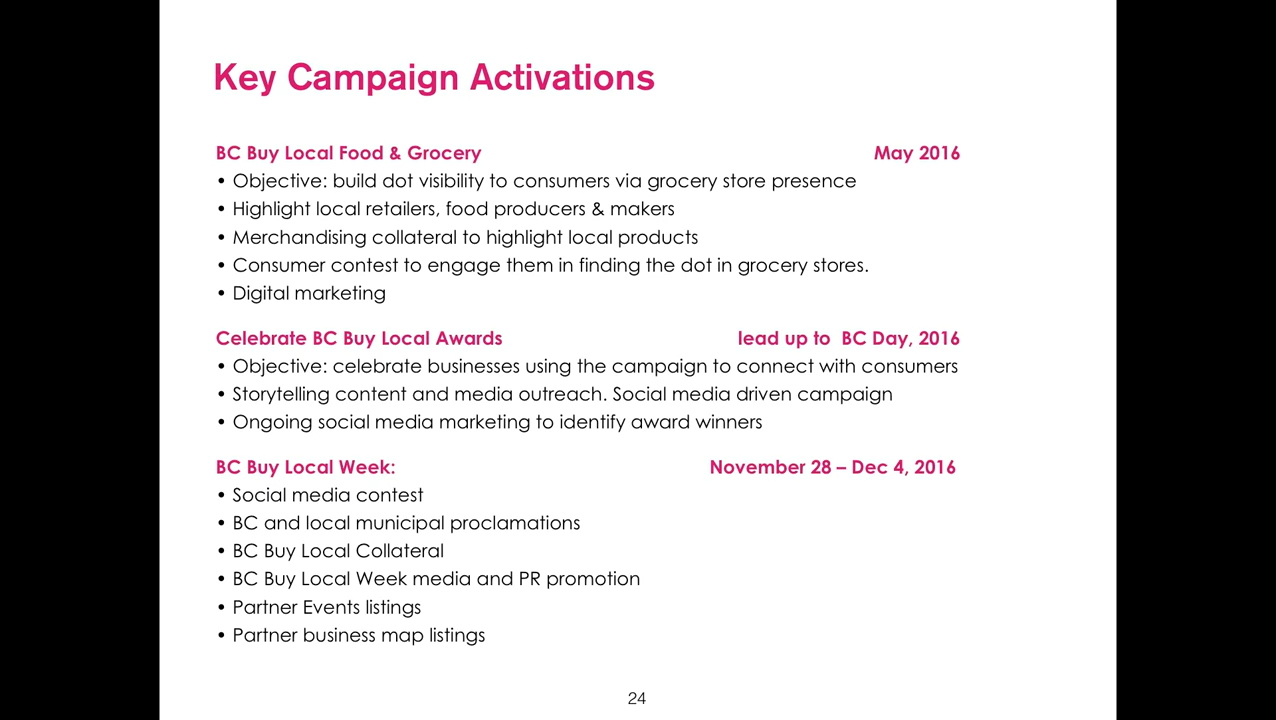 Key Campaign Activations
BC Buy Local Food & Grocery May 2016
• Objective: build dot visibility to consumers via grocery store presence
• Highlight local retailers, food producers & makers
• Merchandising collateral to highlight local products
• Consumer contest to engage them in finding the dot in grocery stores.
• Digital marketing
Celebrate BC Buy Local Awards lead up to  BC Day, 2016
• Objective: celebrate businesses using the campaign to connect with consumers
• Storytelling content and media outreach. Social media driven campaign
• Ongoing social media marketing to identify award winners
BC Buy Local Week: November 28 – Dec 4, 2016
• Social media contest
• BC and local municipal proclamations
• BC Buy Local Collateral
• BC Buy Local Week media and PR promotion
• Partner Events listings
• Partner business map listings
24